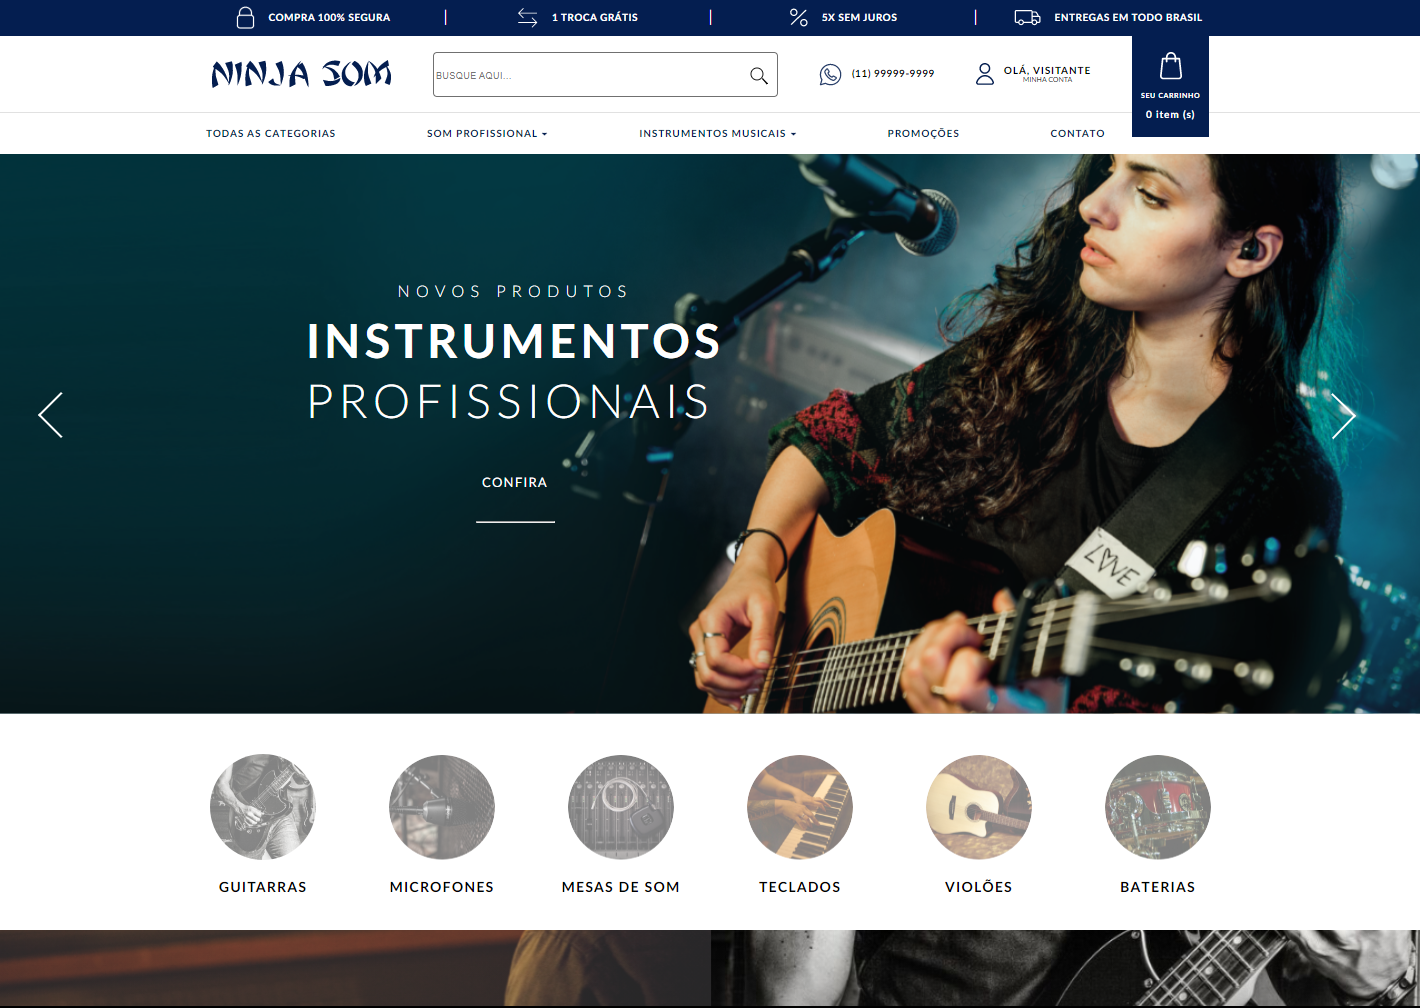 COMPRA 100% SEGURA
1 TROCA GRÁTIS
5X SEM JUROS
ENTREGAS EM TODO BRASIL
NINJA SOM
BUSQUE AQUI...
(11) 99999-9999
OLÁ, VISITANTE
MINHA CONTA
SEU CARRINHO
0 item (s)
TODAS AS CATEGORIAS
SOM PROFISSIONAL
INSTRUMENTOS MUSICAIS
PROMOÇÕES
CONTATO
NOVOS PRODUTOS
INSTRUMENTOS
PROFISSIONAIS
CONFIRA
LOVE
GUITARRAS
MICROFONES
MESAS DE SOM
TECLADOS
VIOLÕES
BATERIAS